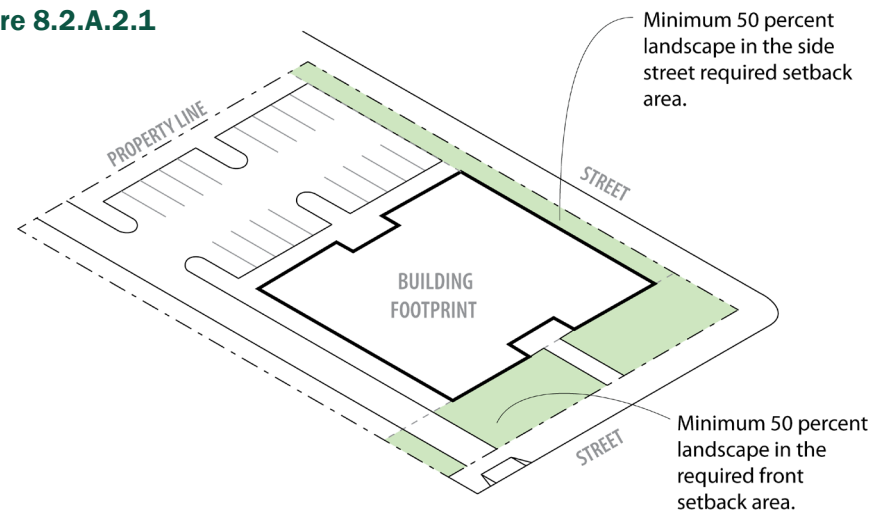 re 8.2.A.2.1
Minimum 50 percent
landscape in the side
street required setback
area.
PROPERTY LINE
STREET
BUILDING
FOOTPRINT
STREET
Minimum 50 percent
landscape in the
required front
setback area.